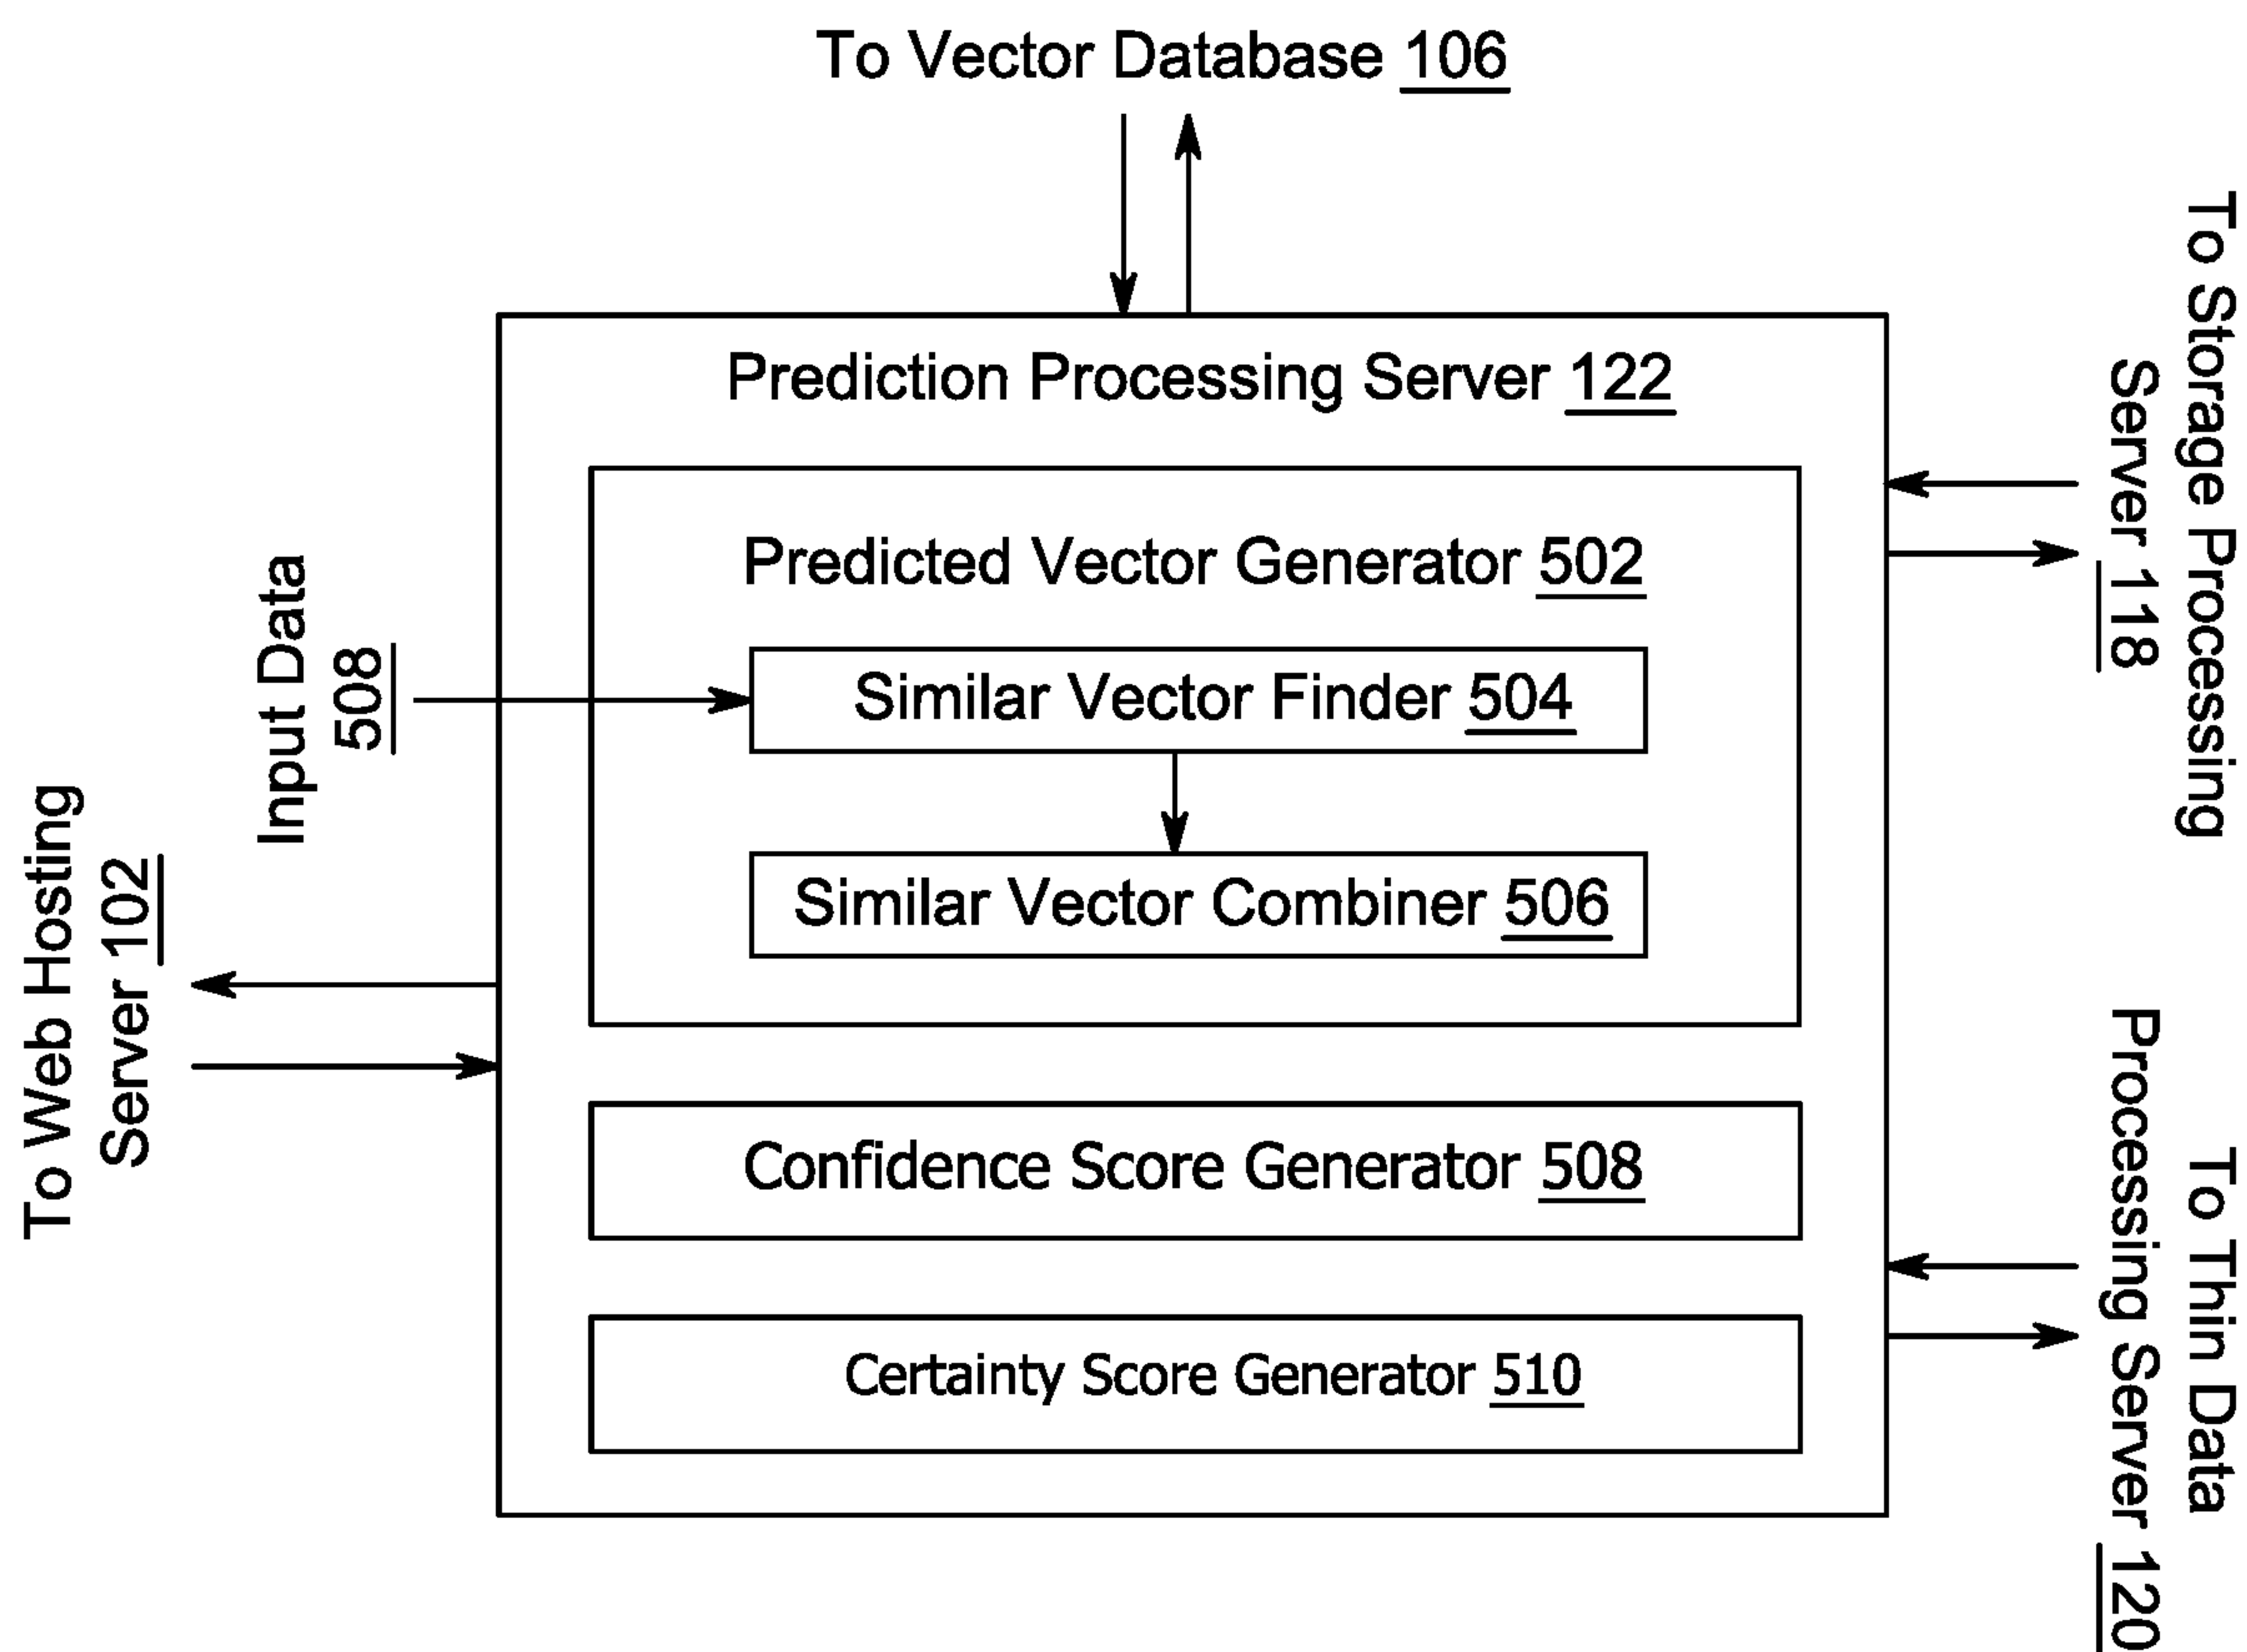 To Vector Database 106
Prediction Processing Server 122
Predicted Vector Generator 502
Similar Vector Finder 504
Similar Vector Combiner 506
Confidence Score Generator 508
Certainty Score Generator 510
Input Data
508
To Web Hosting
Server 102
To Storage Processing
Server 118
To Thin Data
Processing Server 120